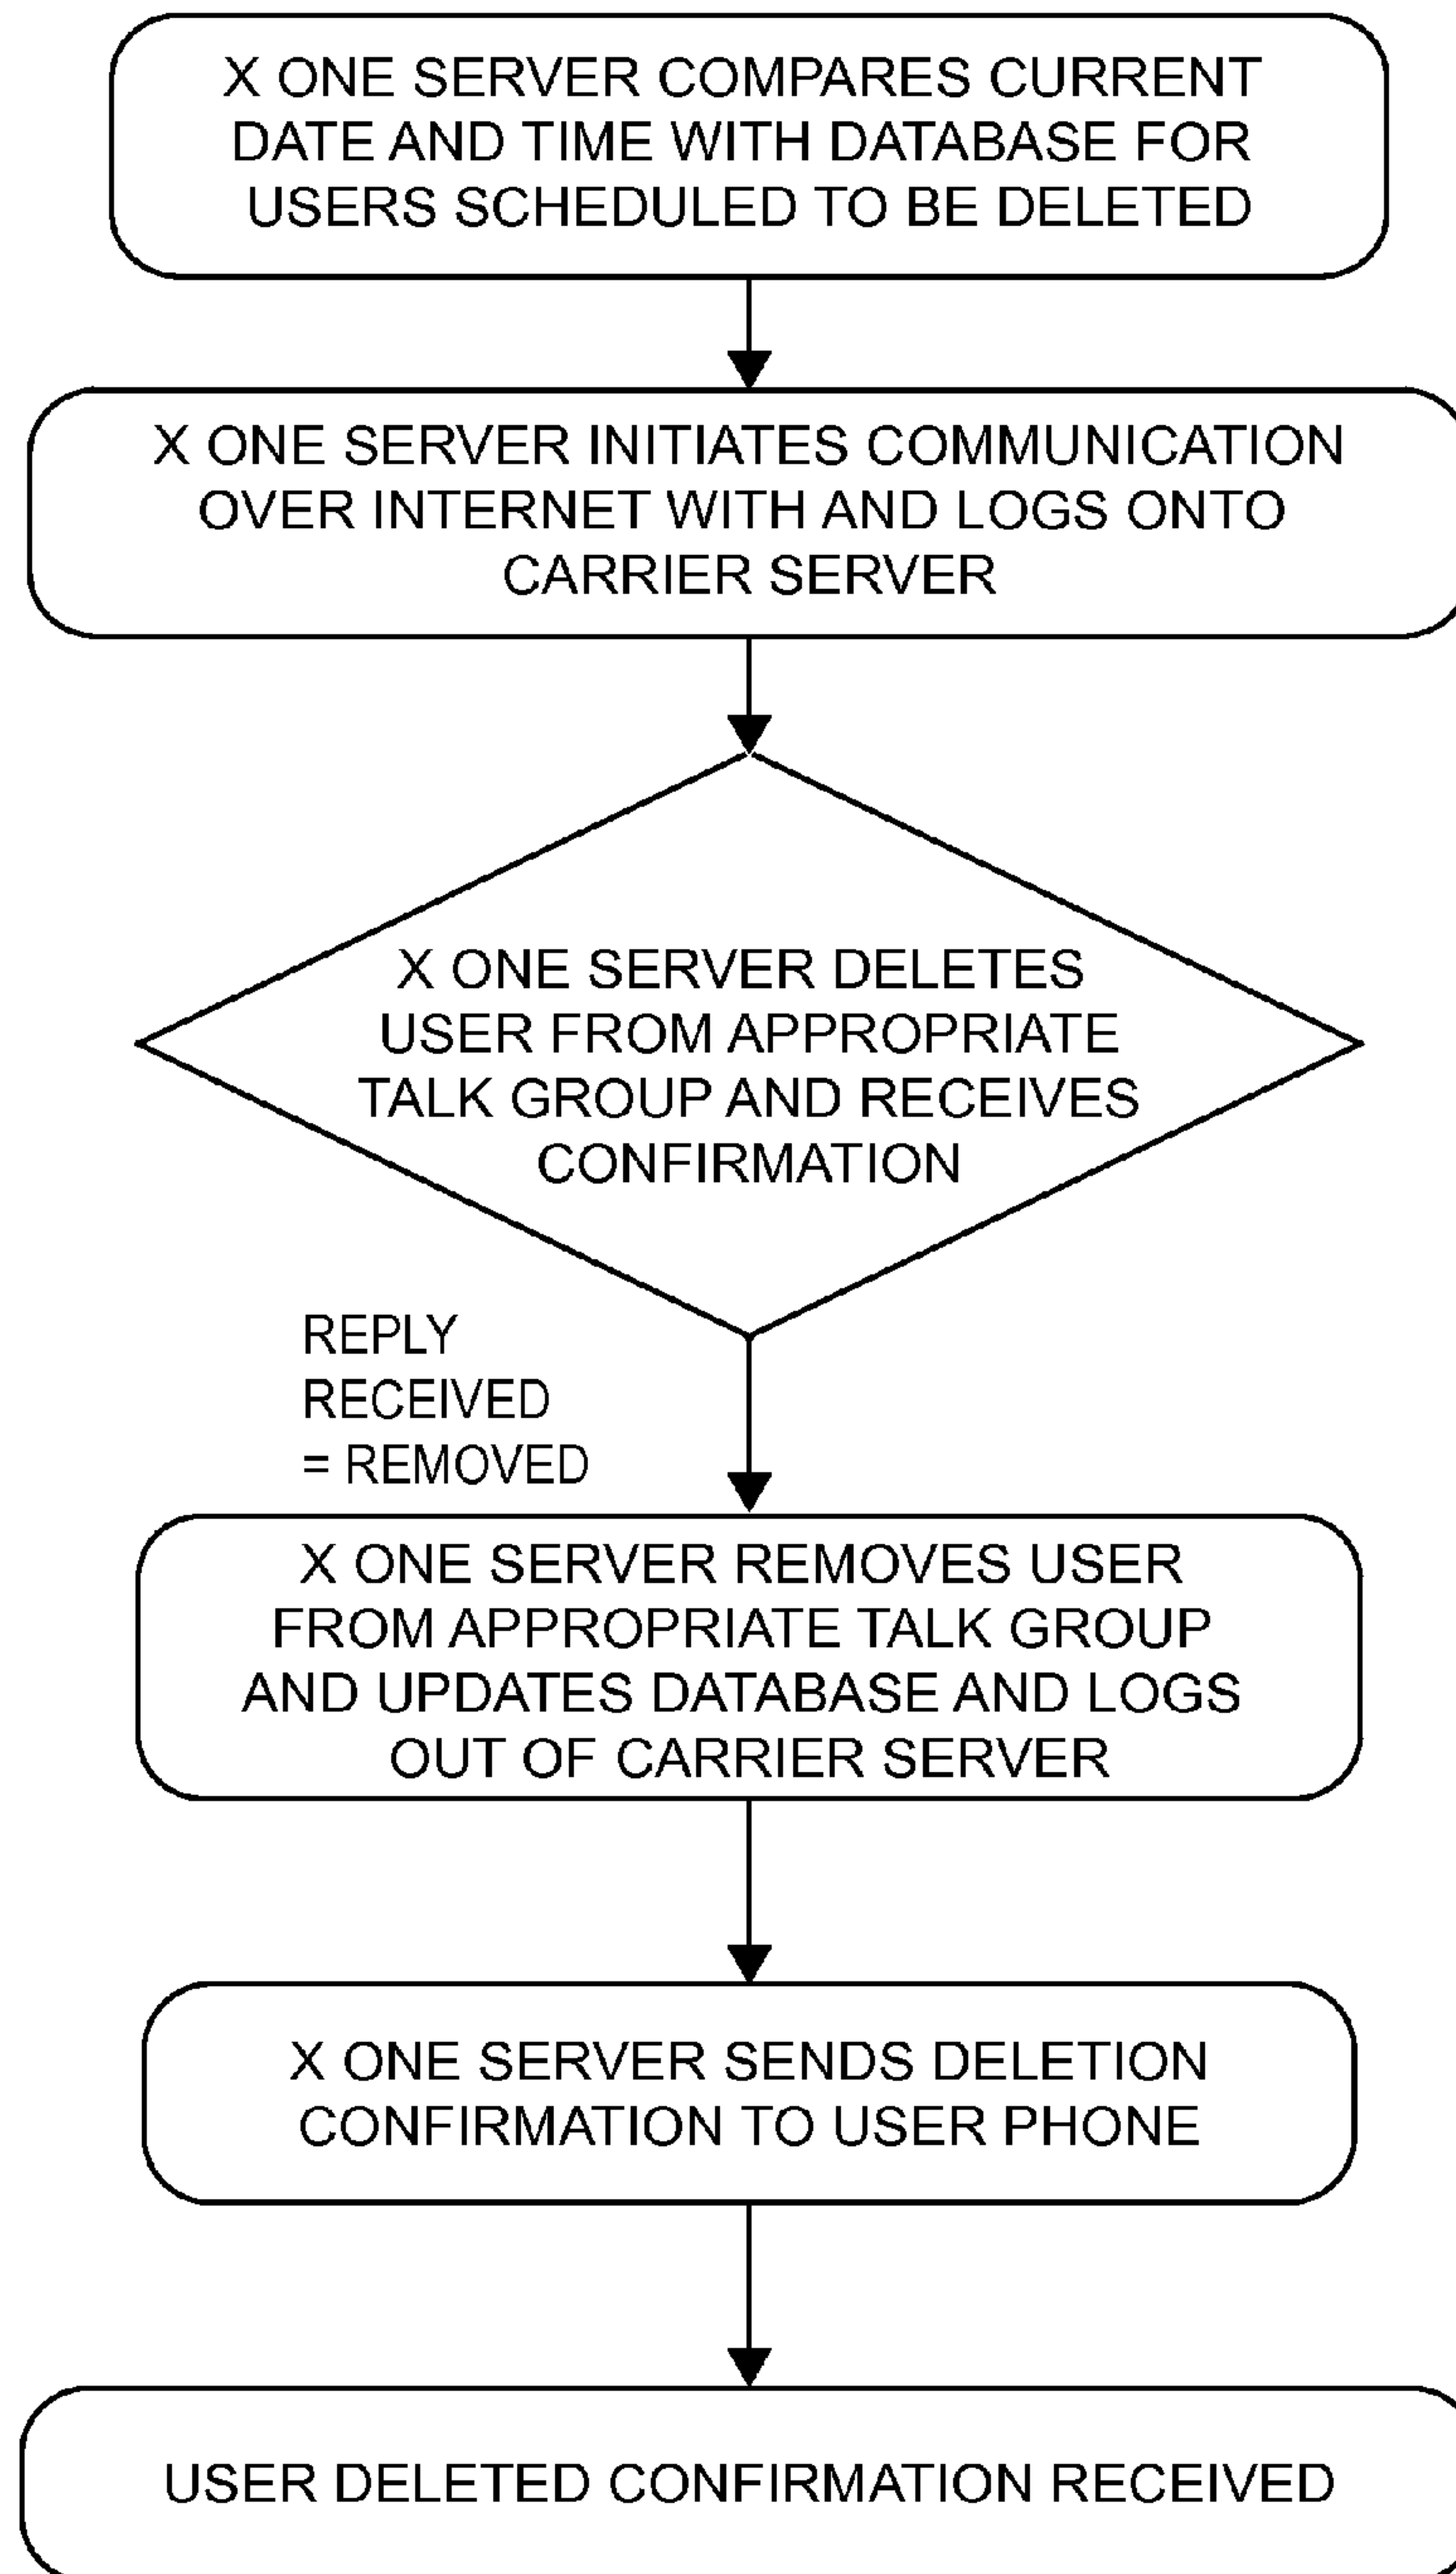 X ONE SERVER COMPARES CURRENT
DATE AND TIME WITH DATABASE FOR
USERS SCHEDULED TO BE DELETED
X ONE SERVER INITIATES COMMUNICATION
OVER INTERNET WITH AND LOGS ONTO
CARRIER SERVER
X ONE SERVER DELETES
USER FROM APPROPRIATE
TALK GROUP AND RECEIVES
CONFIRMATION
REPLY
RECEIVED
= REMOVED
X ONE SERVER REMOVES USER
FROM APPROPRIATE TALK GROUP
AND UPDATES DATABASE AND LOGS
OUT OF CARRIER SERVER
X ONE SERVER SENDS DELETION
CONFIRMATION TO USER PHONE
USER DELETED CONFIRMATION RECEIVED